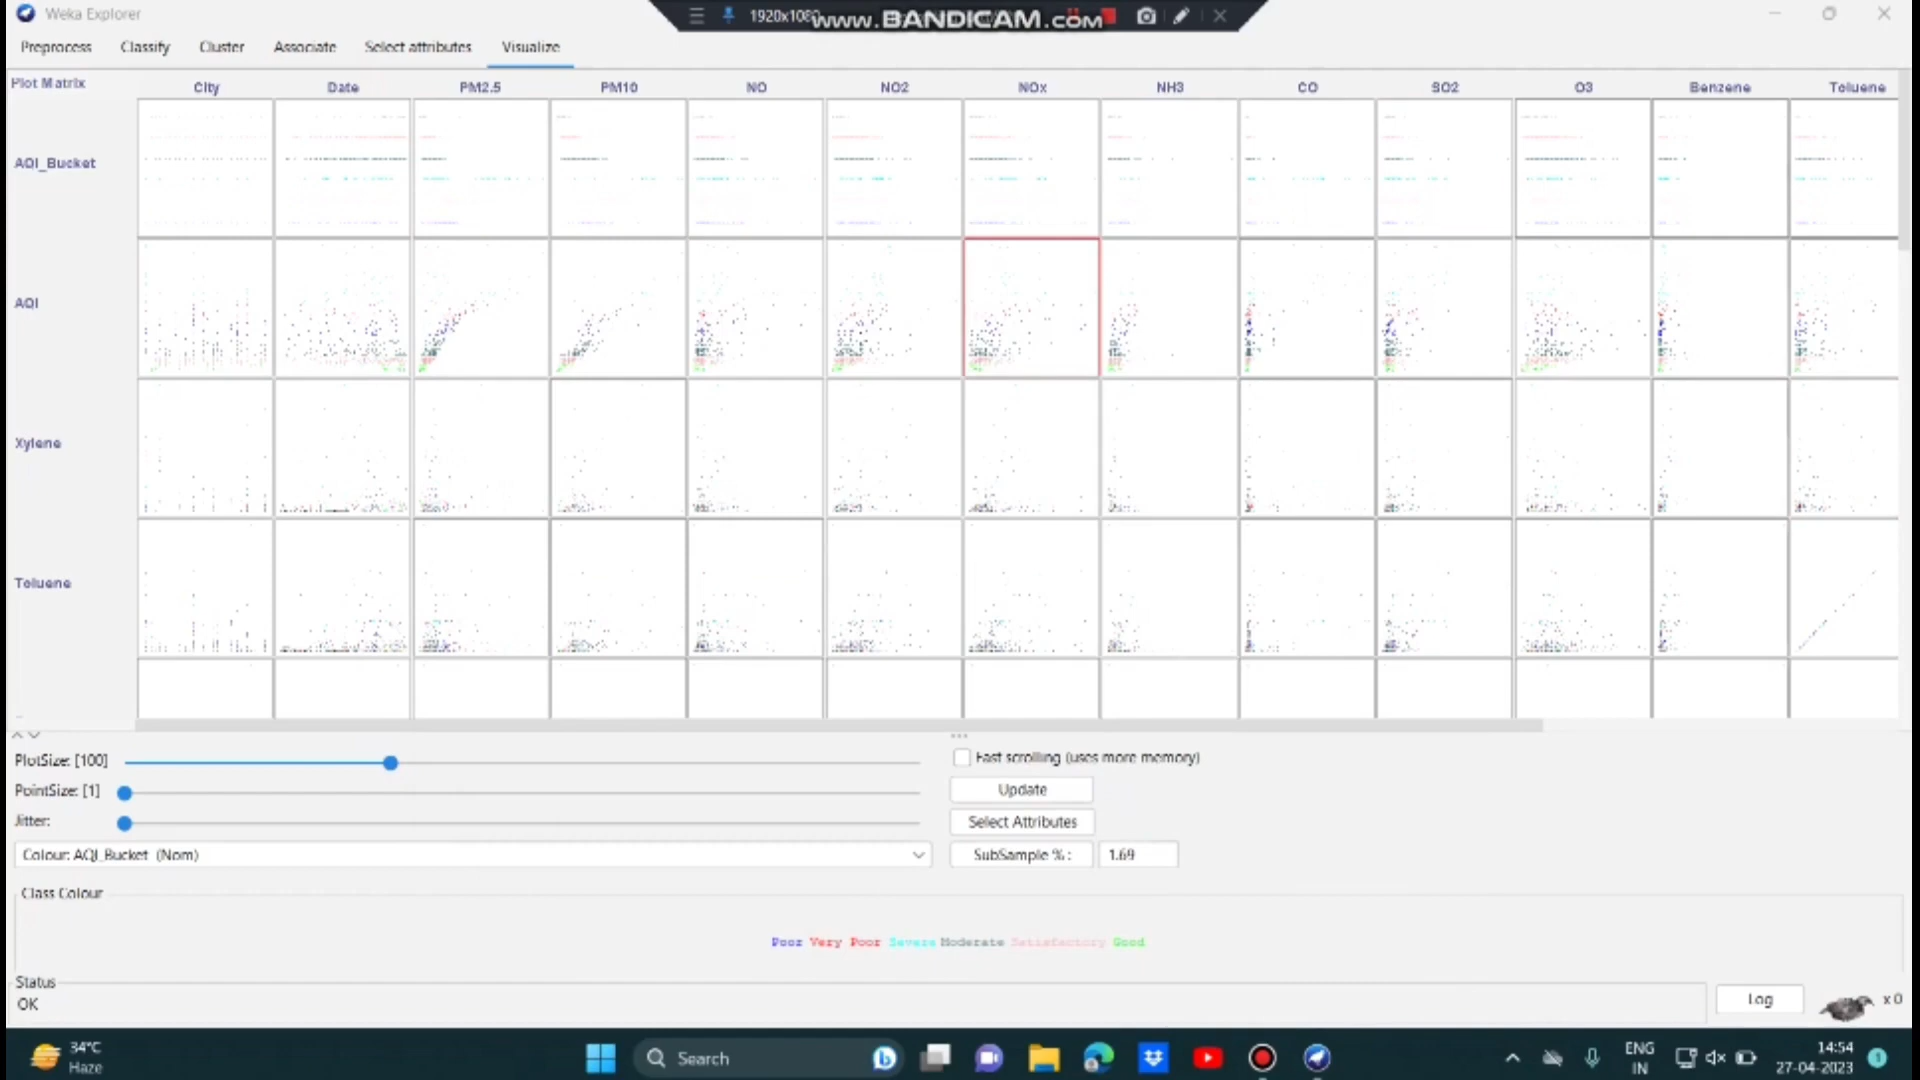 Weka Explorer
1920x1080
www.BANDICAM.com
Preprocess Classify Cluster Associate Select attributes Visualize
Plot Matrix
City Date PM2.5 PM10 NO NO2 NOx NH3 CO SO2 O3 Benzene Toluene
AQI_Bucket
AQI
Xylene
Toluene
PlotSize: [100]
Fast scrolling (uses more memory)
PointSize: [1]
Update
Jitter:
Select Attributes
Colour: AQI_Bucket (Nom)
SubSample % :
1.69
Class Colour
Poor Very Poor Severe Moderate Satisfactory Good
Status
OK
Log
x 0
34°C
Haze
Search
ENG
IN
14:54
27-04-2023
1